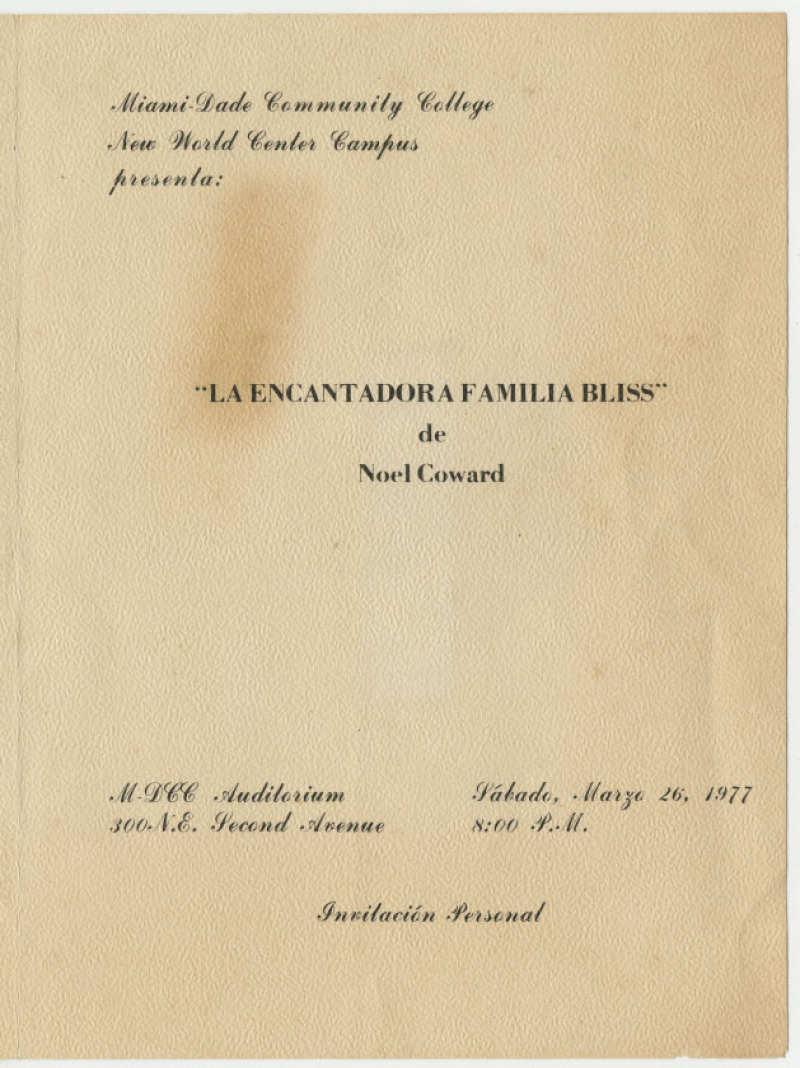 Miami-Dade Community College
New World Center Campus
presenta:
"LA ENCANTADORA FAMILIA BLISS"
de
Noel Coward
M-DCC Auditorium
300 N.E. Second Avenue
Sábado, Marzo 26, 1977
8:00 P.M.
Invitación Personal